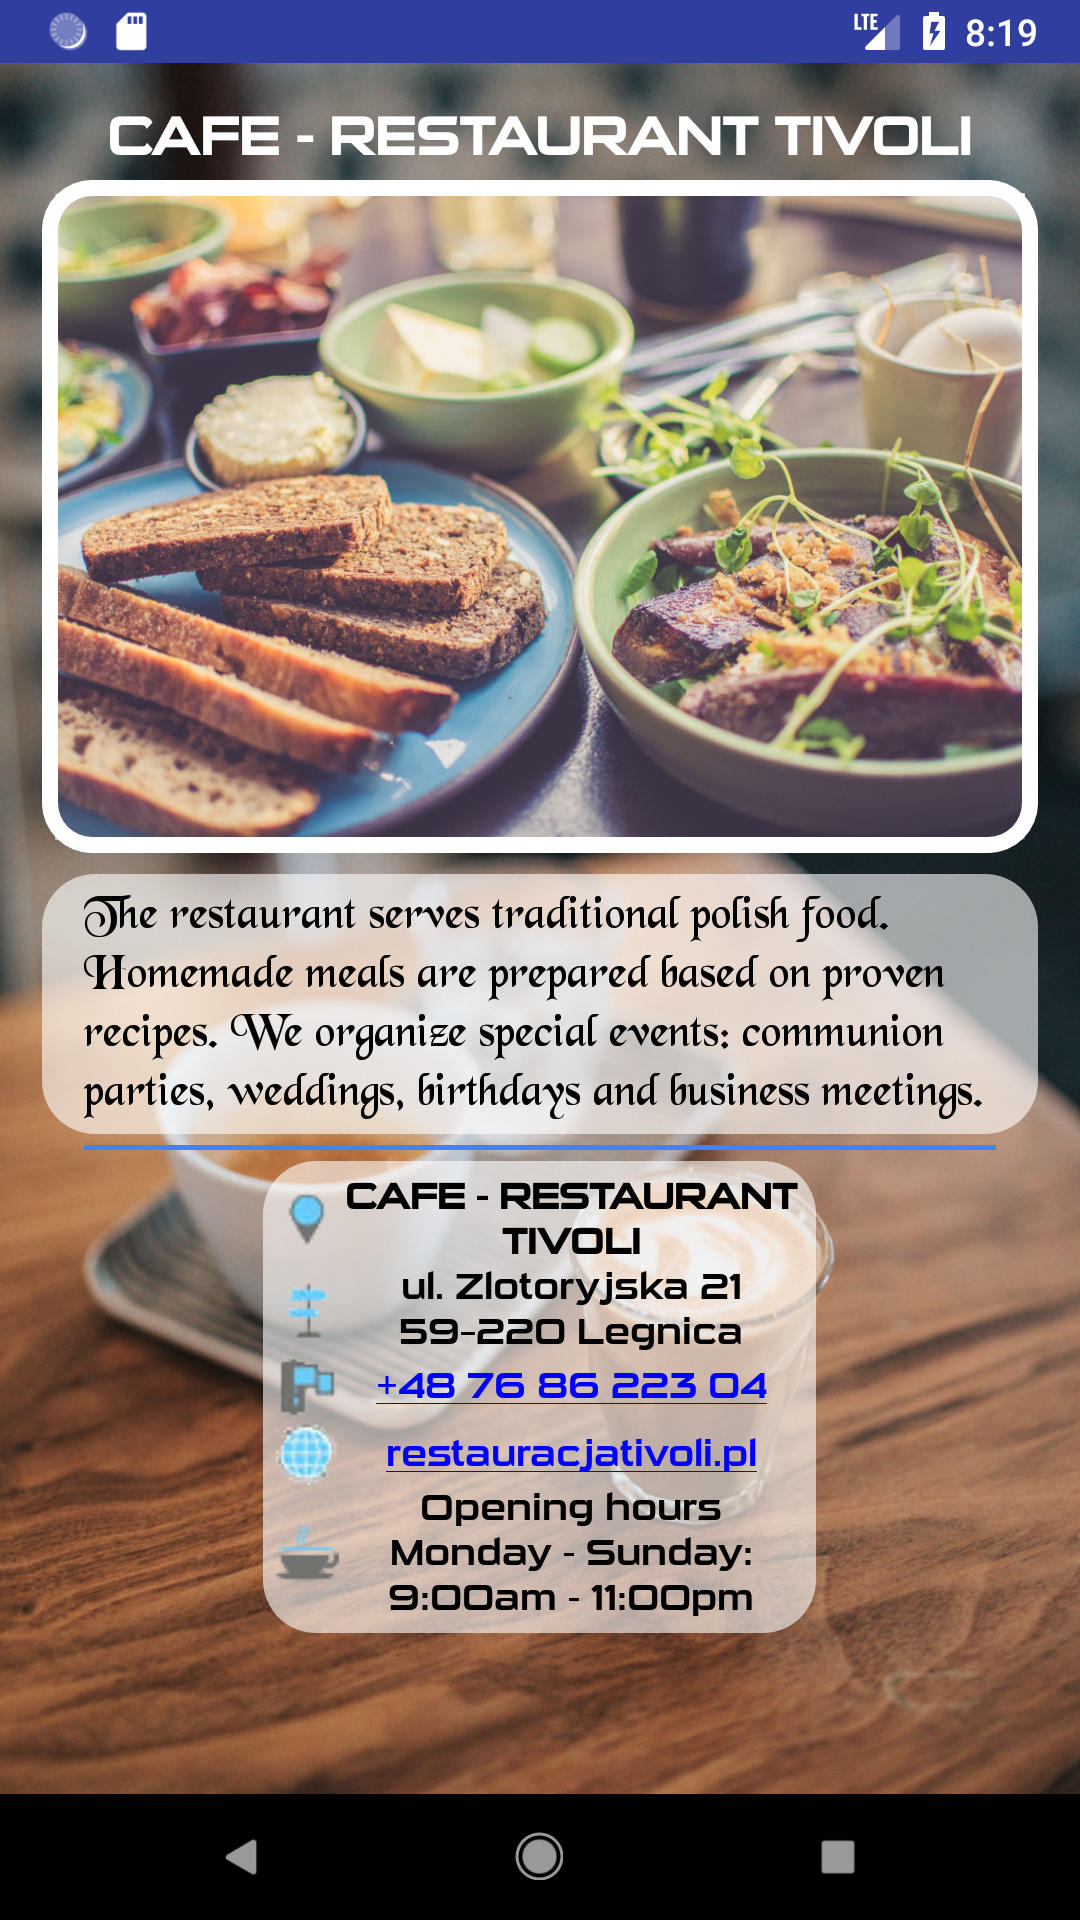 LTE 8:19
CAFE - RESTAURANT TIVOLI
The restaurant serves traditional polish food.
Homemade meals are prepared based on proven
recipes. We organize special events: communion
parties, weddings, birthdays and business meetings.
CAFE - RESTAURANT
TIVOLI
ul. Zlotoryjska 21
59-220 Legnica
+48 76 86 223 04
restauracjativoli.pl
Opening hours
Monday - Sunday:
9:00am - 11:00pm